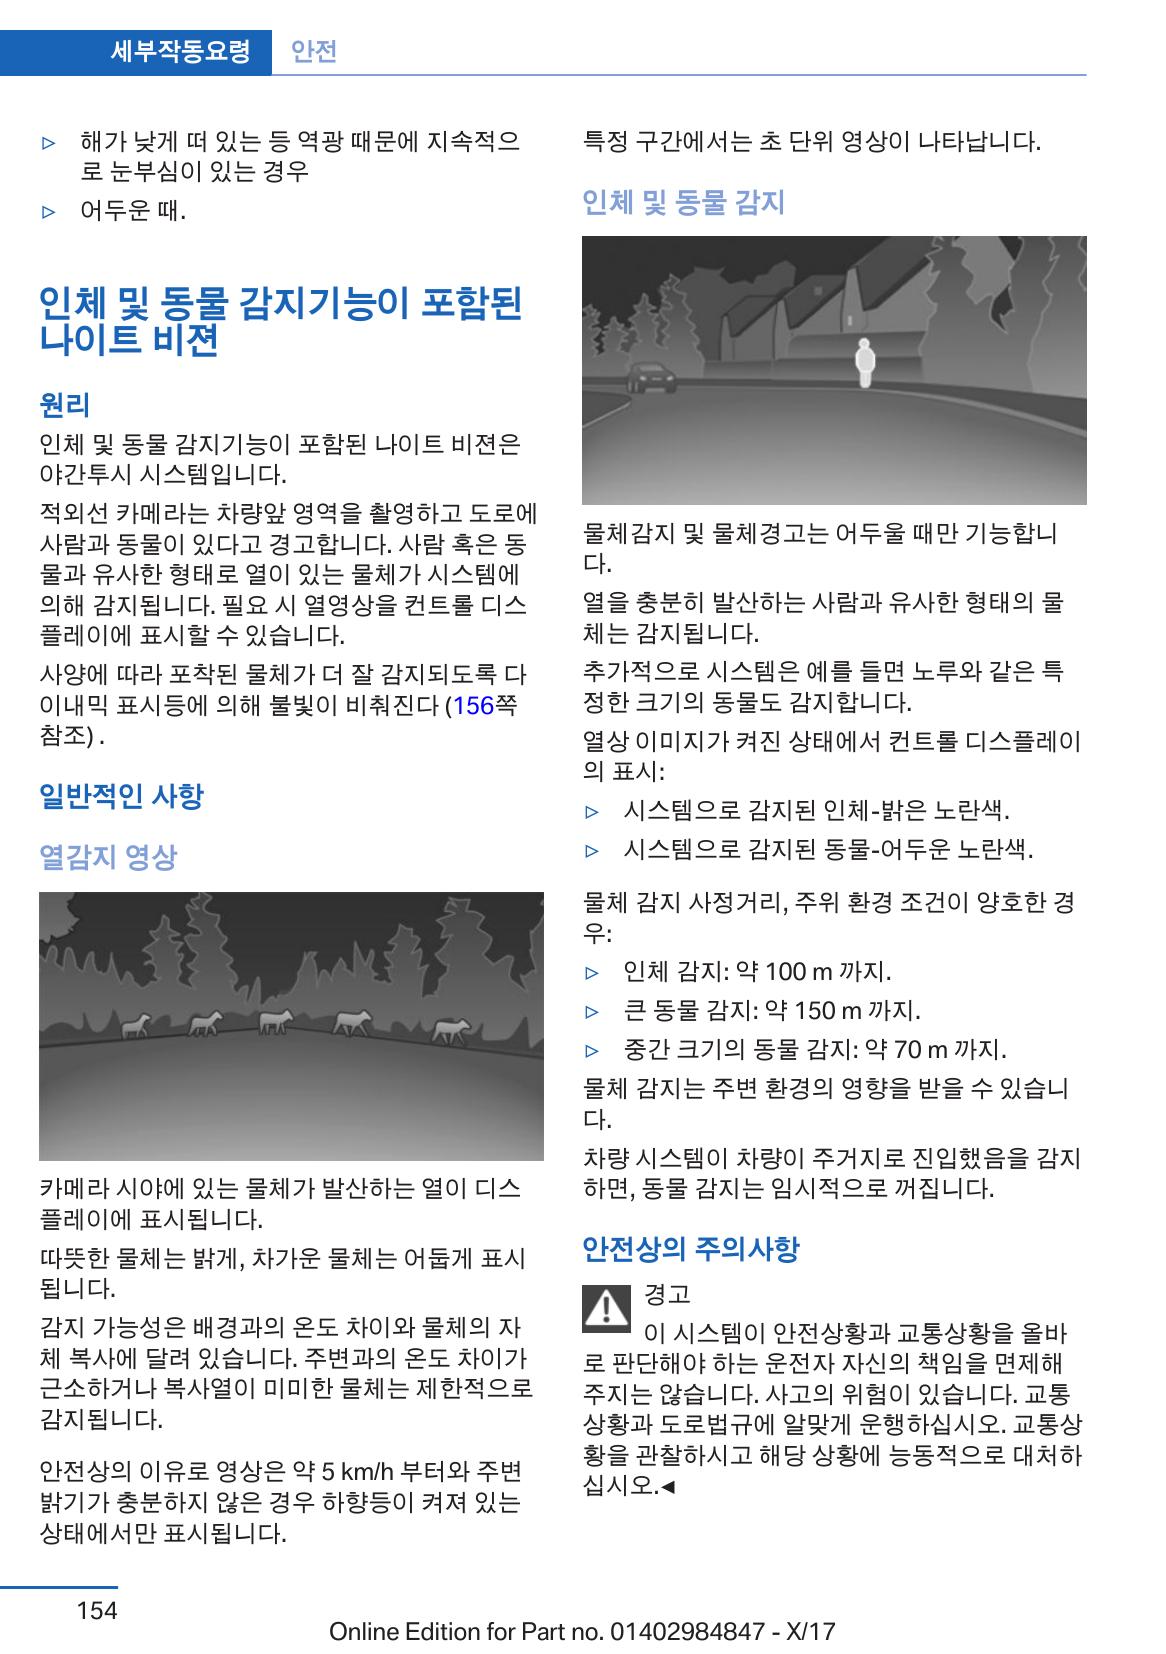 세부작동요령 안전
▷ 해가 낮게 떠 있는 등 역광 때문에 지속적으
로 눈부심이 있는 경우
▷ 어두운 때.
인체 및 동물 감지기능이 포함된
나이트 비젼
원리
인체 및 동물 감지기능이 포함된 나이트 비젼은
야간투시 시스템입니다.
적외선 카메라는 차량앞 영역을 촬영하고 도로에
사람과 동물이 있다고 경고합니다. 사람 혹은 동
물과 유사한 형태로 열이 있는 물체가 시스템에
의해 감지됩니다. 필요 시 열영상을 컨트롤 디스
플레이에 표시할 수 있습니다.
사양에 따라 포착된 물체가 더 잘 감지되도록 다
이내믹 표시등에 의해 불빛이 비춰진다 (156쪽
참조) .
일반적인 사항
열감지 영상
카메라 시야에 있는 물체가 발산하는 열이 디스
플레이에 표시됩니다.
따뜻한 물체는 밝게, 차가운 물체는 어둡게 표시
됩니다.
감지 가능성은 배경과의 온도 차이와 물체의 자
체 복사에 달려 있습니다. 주변과의 온도 차이가
근소하거나 복사열이 미미한 물체는 제한적으로
감지됩니다.
안전상의 이유로 영상은 약 5 km/h 부터와 주변
밝기가 충분하지 않은 경우 하향등이 켜져 있는
상태에서만 표시됩니다.
특정 구간에서는 초 단위 영상이 나타납니다.
인체 및 동물 감지
물체감지 및 물체경고는 어두울 때만 기능합니
다.
열을 충분히 발산하는 사람과 유사한 형태의 물
체는 감지됩니다.
추가적으로 시스템은 예를 들면 노루와 같은 특
정한 크기의 동물도 감지합니다.
열상 이미지가 켜진 상태에서 컨트롤 디스플레이
의 표시:
▷ 시스템으로 감지된 인체-밝은 노란색.
▷ 시스템으로 감지된 동물-어두운 노란색.
물체 감지 사정거리, 주위 환경 조건이 양호한 경
우:
▷ 인체 감지: 약 100 m 까지.
▷ 큰 동물 감지: 약 150 m 까지.
▷ 중간 크기의 동물 감지: 약 70 m 까지.
물체 감지는 주변 환경의 영향을 받을 수 있습니
다.
차량 시스템이 차량이 주거지로 진입했음을 감지
하면, 동물 감지는 임시적으로 꺼집니다.
안전상의 주의사항
경고
이 시스템이 안전상황과 교통상황을 올바
로 판단해야 하는 운전자 자신의 책임을 면제해
주지는 않습니다. 사고의 위험이 있습니다. 교통
상황과 도로법규에 알맞게 운행하십시오. 교통상
황을 관찰하시고 해당 상황에 능동적으로 대처하
십시오.◀
154
Online Edition for Part no. 01402984847 - X/17